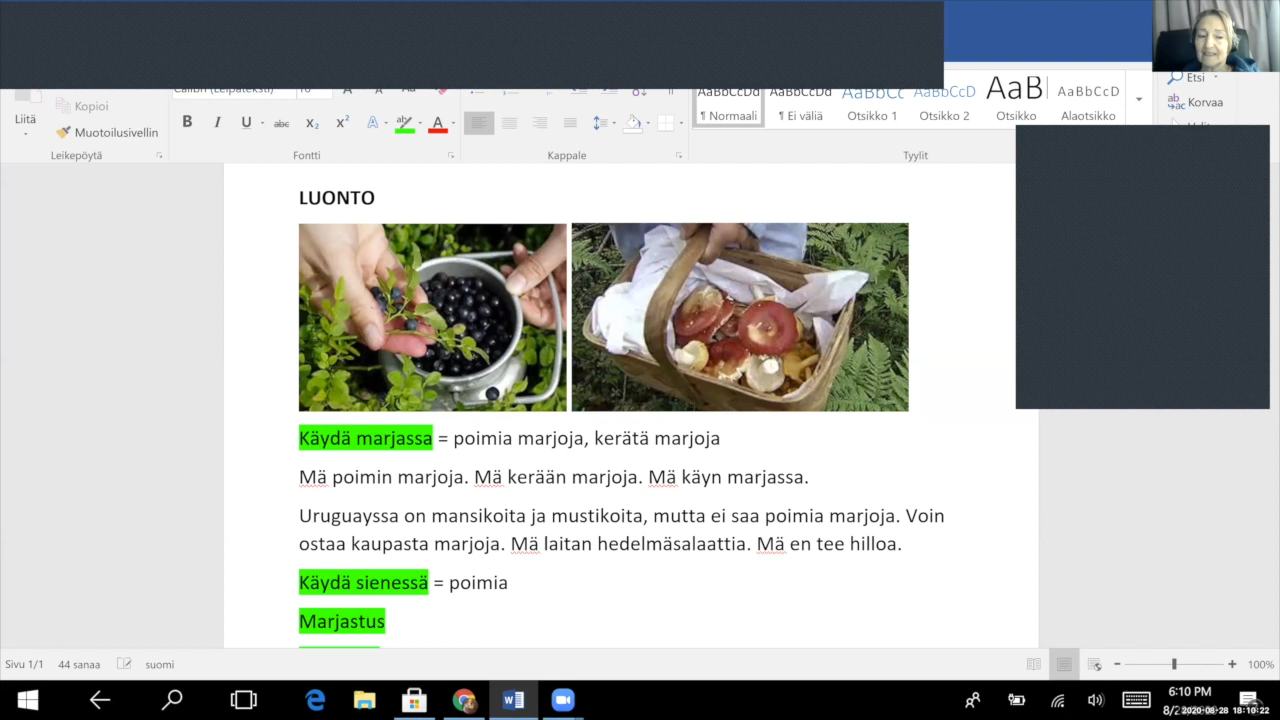 Etsi
Kopioi
Korvaa
Liitä
Muotoilusivellin
AaBbCcDd AaBbCcDd AaBbCc AaBbCcD AaB AaBbCcD
¶ Normaali ¶ Ei väliä Otsikko 1 Otsikko 2 Otsikko Alaotsikko
Leikepöytä Fontti Kappale Tyylit
LUONTO
Käydä marjassa = poimia marjoja, kerätä marjoja
Mä poimin marjoja. Mä kerään marjoja. Mä käyn marjassa.
Uruguayssa on mansikoita ja mustikoita, mutta ei saa poimia marjoja. Voin
ostaa kaupasta marjoja. Mä laitan hedelmäsalaattia. Mä en tee hilloa.
Käydä sienessä = poimia
Marjastus
Sivu 1/1 44 sanaa suomi 100%
6:10 PM
2020-08-28 18:10:22